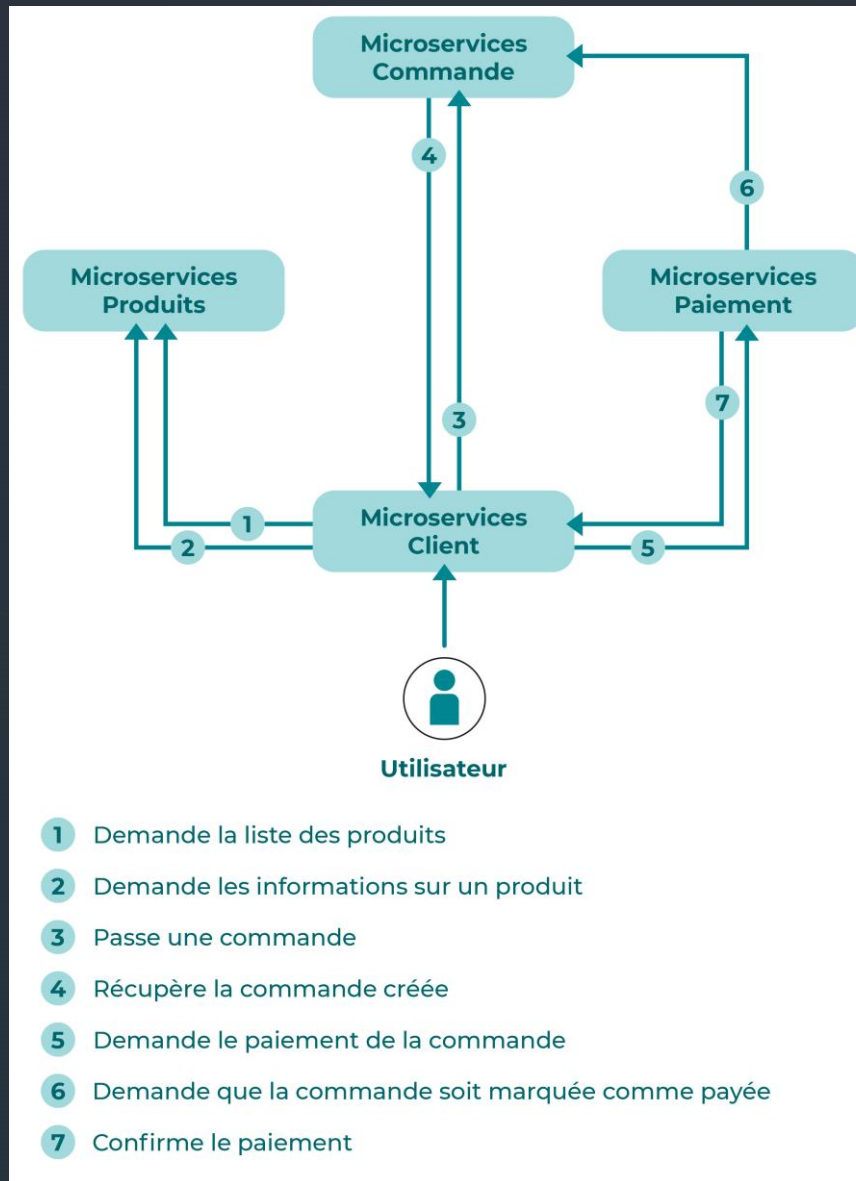 Microservices
Commande
4
6
Microservices
Produits
Microservices
Paiement
7
3
1
Microservices
Client
2
5
Utilisateur
1 Demande la liste des produits
2 Demande les informations sur un produit
3 Passe une commande
4 Récupère la commande créée
5 Demande le paiement de la commande
6 Demande que la commande soit marquée comme payée
7 Confirme le paiement